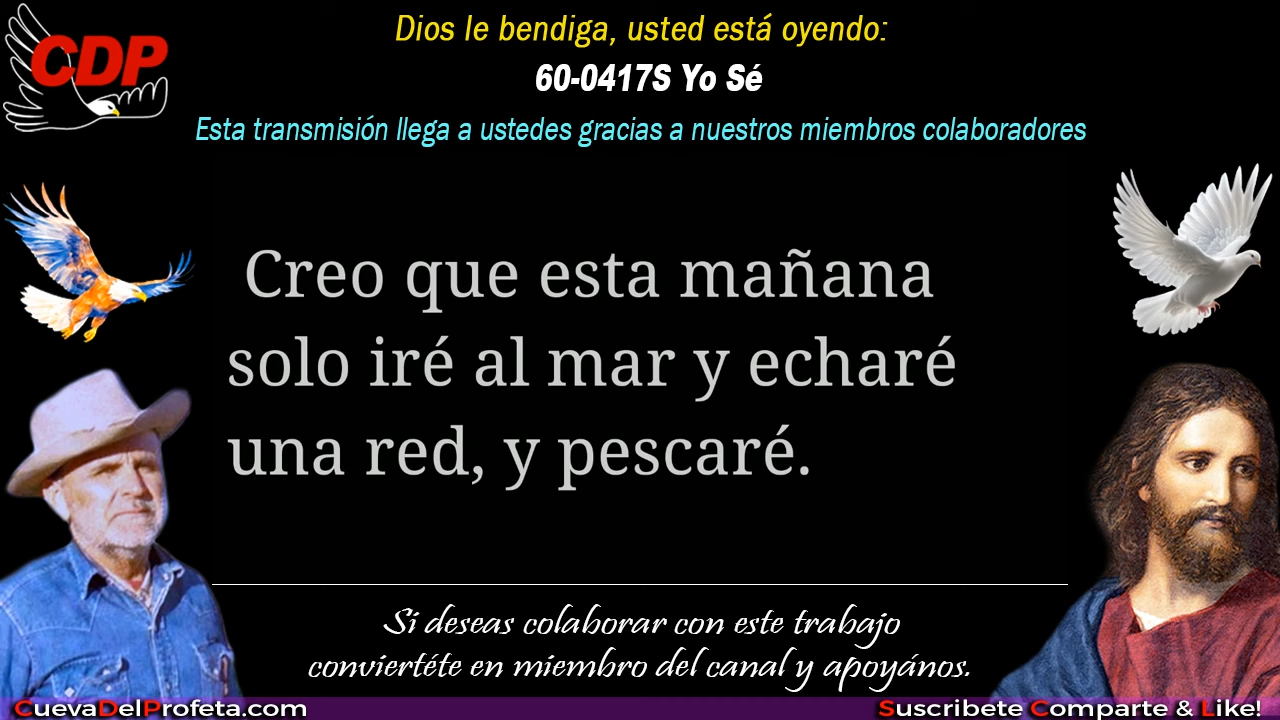 CDP
Dios le bendiga, usted está oyendo:
60-0417S Yo Sé
Esta transmisión llega a ustedes gracias a nuestros miembros colaboradores
Creo que esta mañana
solo iré al mar y echaré
una red, y pescaré.
Si deseas colaborar con este trabajo
conviertéte en miembro del canal y apoyános.
CuevaDelProfeta.com
Suscribete Comparte & Like!